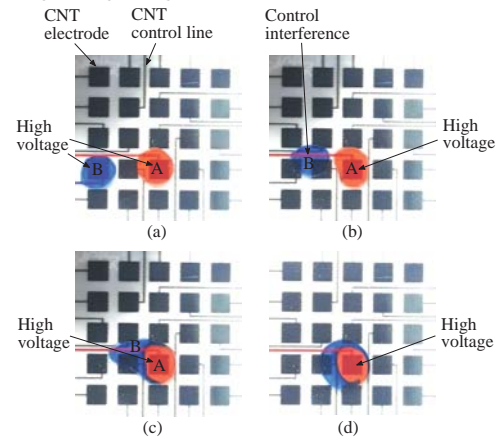 CNT
electrode
CNT
control line
Control
interference
High
voltage
B
A
(a)
B
A
High
voltage
(b)
High
voltage
B
A
(c)
High
voltage
(d)